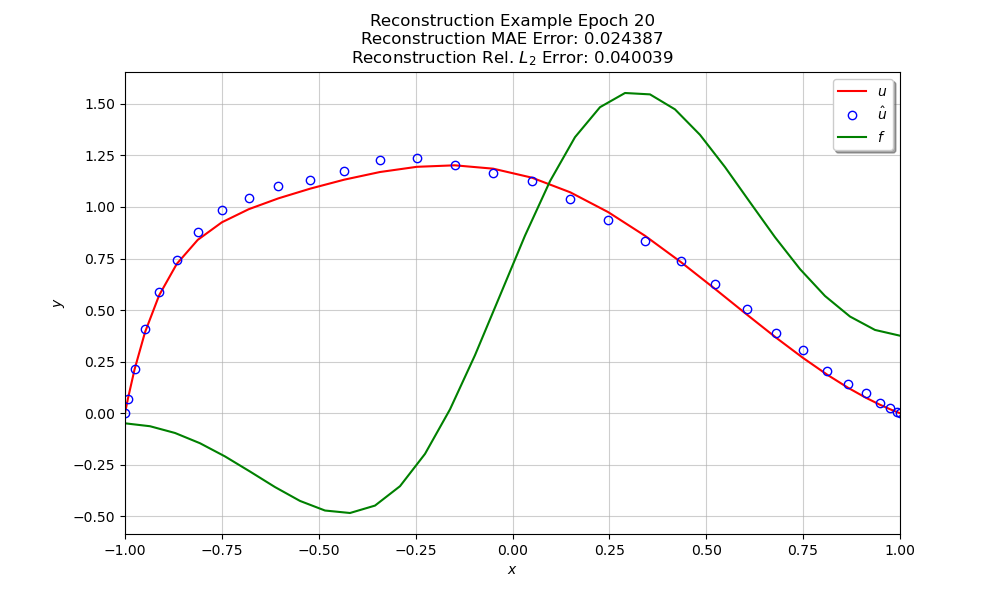 Reconstruction Example Epoch 20
Reconstruction MAE Error: 0.024387
Reconstruction Rel. L₂ Error: 0.040039
u
û
f
1.50
1.25
1.00
0.75
0.50
0.25
0.00
−0.25
−0.50
y
−1.00 −0.75 −0.50 −0.25 0.00 0.25 0.50 0.75 1.00
x